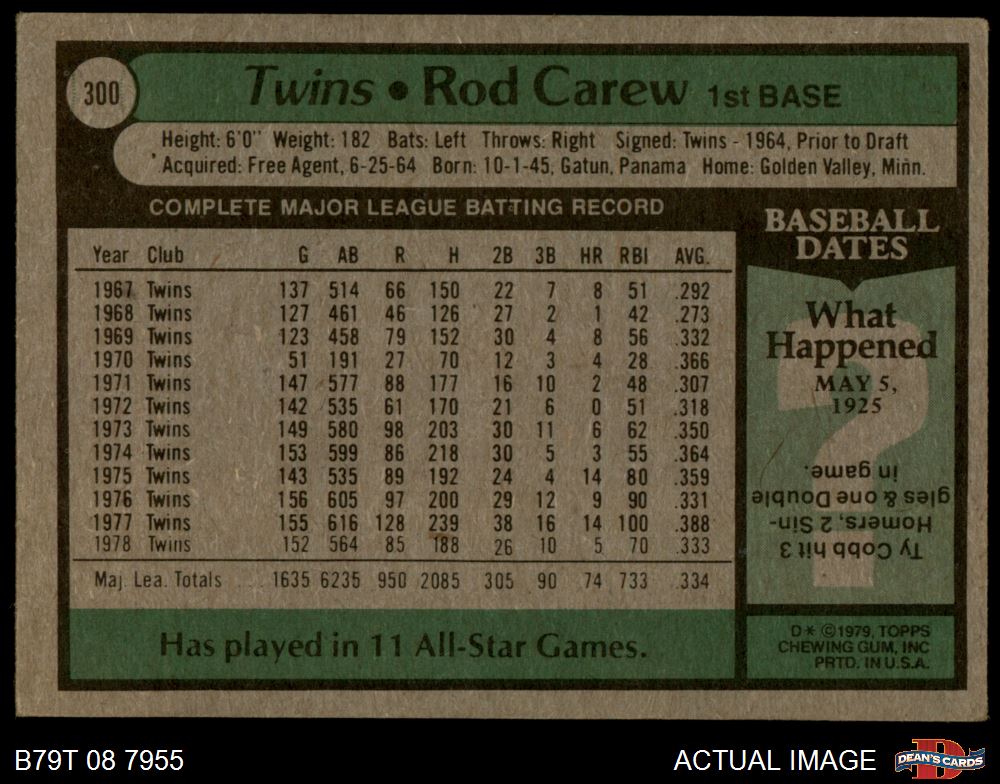 300
Twins • Rod Carew 1st BASE
Height: 6'0" Weight: 182 Bats: Left Throws: Right Signed: Twins - 1964, Prior to Draft
Acquired: Free Agent, 6-25-64 Born: 10-1-45, Gatun, Panama Home: Golden Valley, Minn.
COMPLETE MAJOR LEAGUE BATTING RECORD
Year Club G AB R H 2B 3B HR RBI AVG.
1967 Twins 137 514 66 150 22 7 8 51 .292
1968 Twins 127 461 46 126 27 2 1 42 .273
1969 Twins 123 458 79 152 30 4 8 56 .332
1970 Twins 51 191 27 70 12 3 4 28 .366
1971 Twins 147 577 88 177 16 10 2 48 .307
1972 Twins 142 535 61 170 21 6 0 51 .318
1973 Twins 149 580 98 203 30 11 6 62 .350
1974 Twins 153 599 86 218 30 5 3 55 .364
1975 Twins 143 535 89 192 24 4 14 80 .359
1976 Twins 156 605 97 200 29 12 9 90 .331
1977 Twins 155 616 128 239 38 16 14 100 .388
1978 Twins 152 564 85 188 26 10 5 70 .333
Maj. Lea. Totals 1635 6235 950 2085 305 90 74 733 .334
Has played in 11 All-Star Games.
BASEBALL
DATES
What
Happened
MAY 5,
1925
?
Ty Cobb hit 3
Homers, 2 Sin-
gles & one Double
in game.
D* ©1979, TOPPS
CHEWING GUM, INC
PRTD. IN U.S.A.
B79T 08 7955
ACTUAL IMAGE
D
DEAN'S CARDS